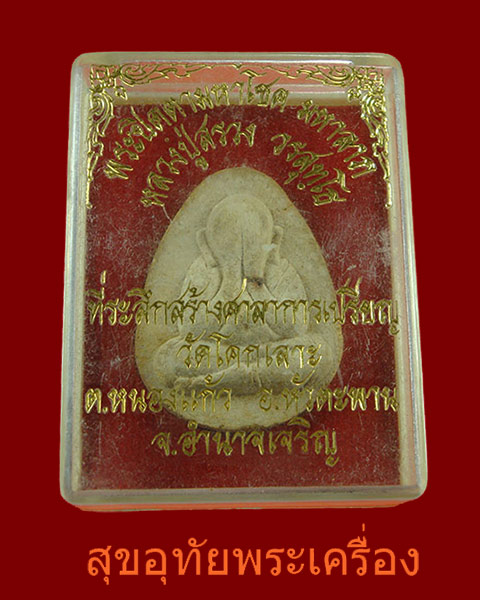 พระปิดตามหาโชค มหาลาภ
หลวงปู่สรวง วรสุทฺโธ
ที่ระลึกสร้างศาลาการเปรียญ
วัดโคกเลาะ
ต.หนองแก้ว อ.หัวตะพาน
จ.อำนาจเจริญ
สุขอุทัยพระเครื่อง